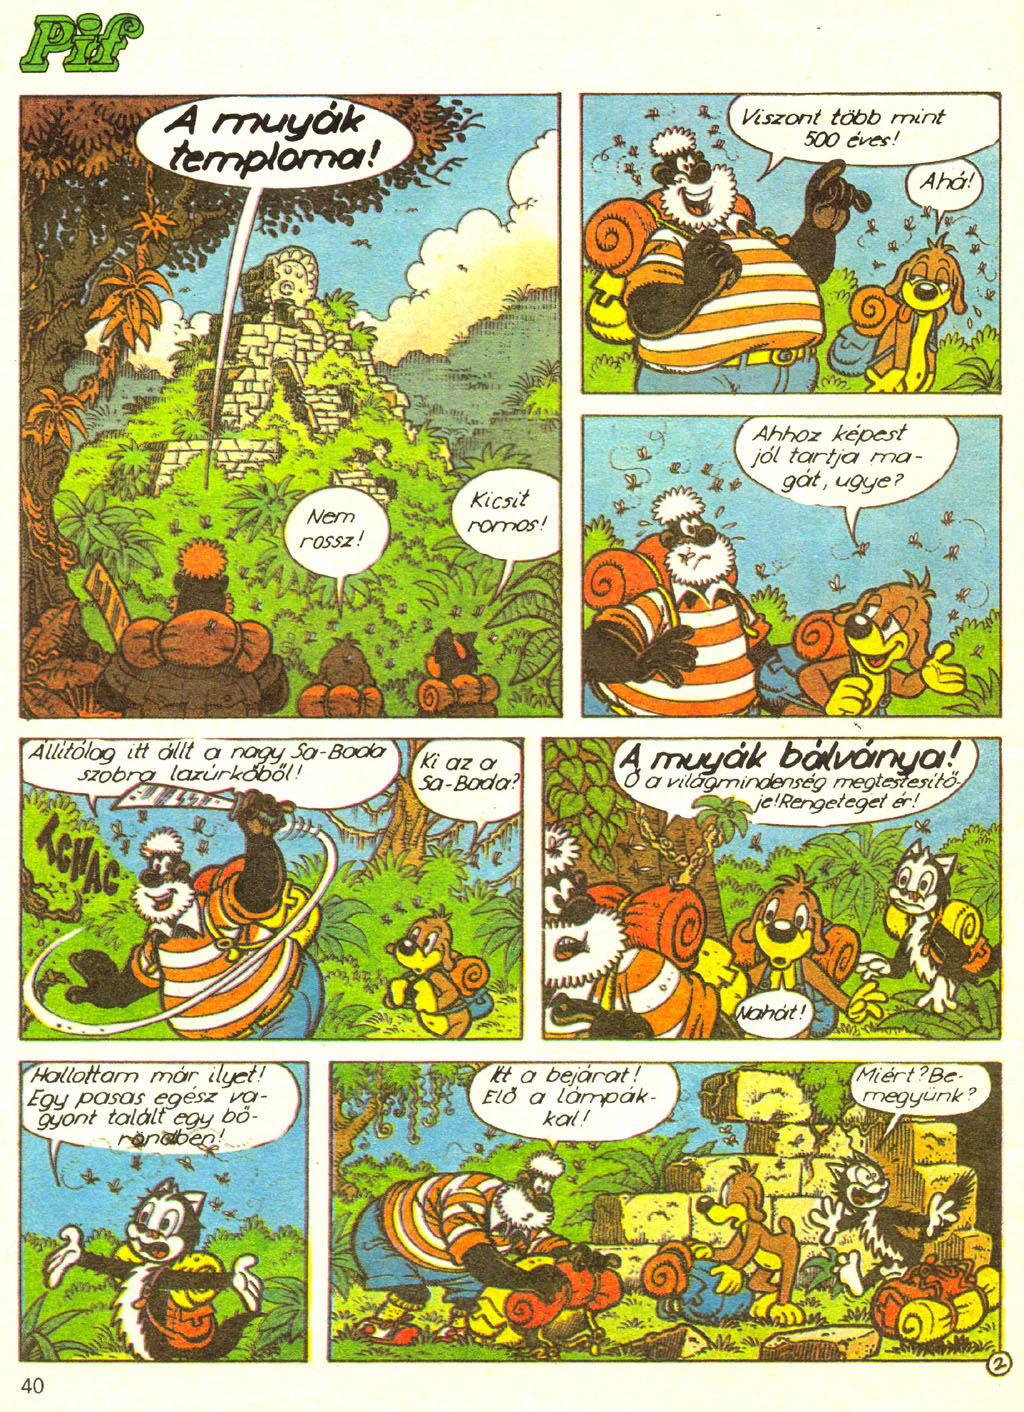 Pif
A muyák
temploma!
Nem
rossz!
Kicsit
romos!
Viszont több mint
500 éves!
Ahá!
Ahhoz képest
jól tartja ma-
gát, ugye?
Állítólag itt állt a nagy Sa-Bada
szobra lazúrkőből!
Ki az a
Sa-Bada?
TCHAC
A muyák bálványa!
Ő a világmindenség megtestesítő-
je! Rengeteget ér!
Nahát!
Hallottam már ilyet!
Egy pasas egész va-
gyont talált egy bő-
röndben!
Itt a bejárat!
Elő a lámpák-
kal!
Miért? Be-
megyünk?
2
40